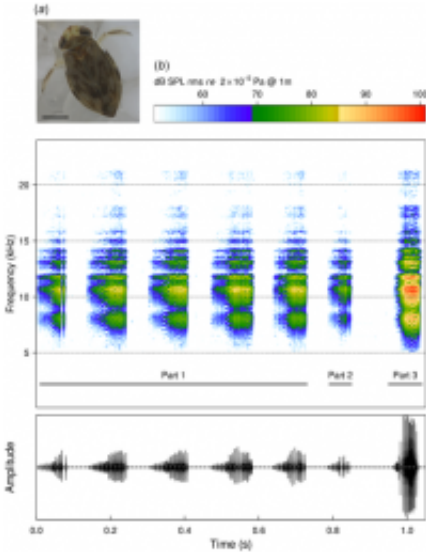 (a)
(b)
dB SPL rms re 2×10⁻⁵ Pa @ 1m
60 70 80 90 100
Frequency (kHz)
20
15
10
5
Part 1 Part 2 Part 3
Amplitude
0.0 0.2 0.4 0.6 0.8 1.0
Time (s)